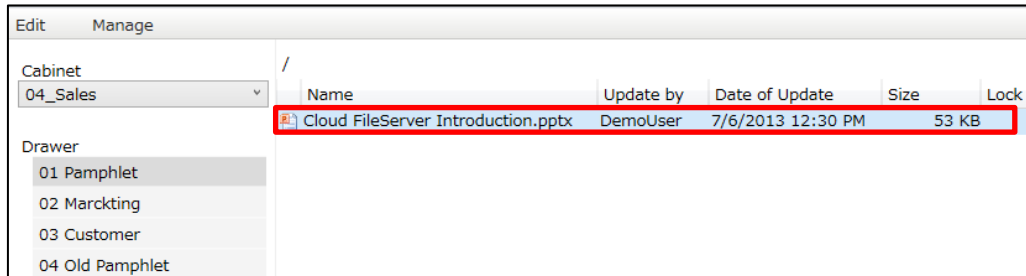 Edit Manage
Cabinet
04_Sales
Drawer
01 Pamphlet
02 Marckting
03 Customer
04 Old Pamphlet
/
Name Update by Date of Update Size Lock
Cloud FileServer Introduction.pptx DemoUser 7/6/2013 12:30 PM 53 KB